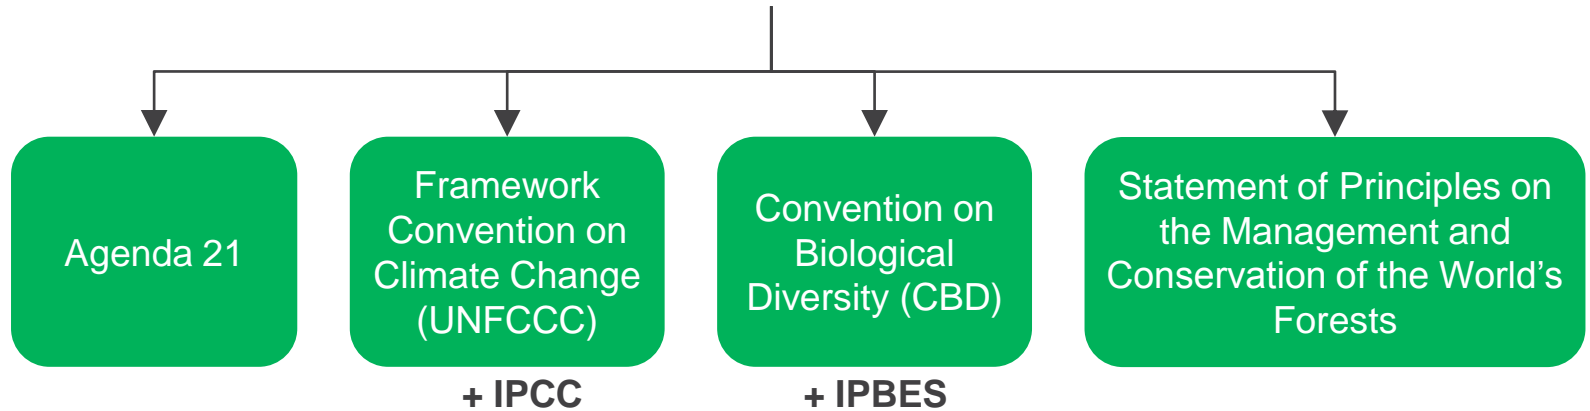 Agenda 21
Framework
Convention on
Climate Change
(UNFCCC)
+ IPCC
Convention on
Biological
Diversity (CBD)
+ IPBES
Statement of Principles on
the Management and
Conservation of the World’s
Forests